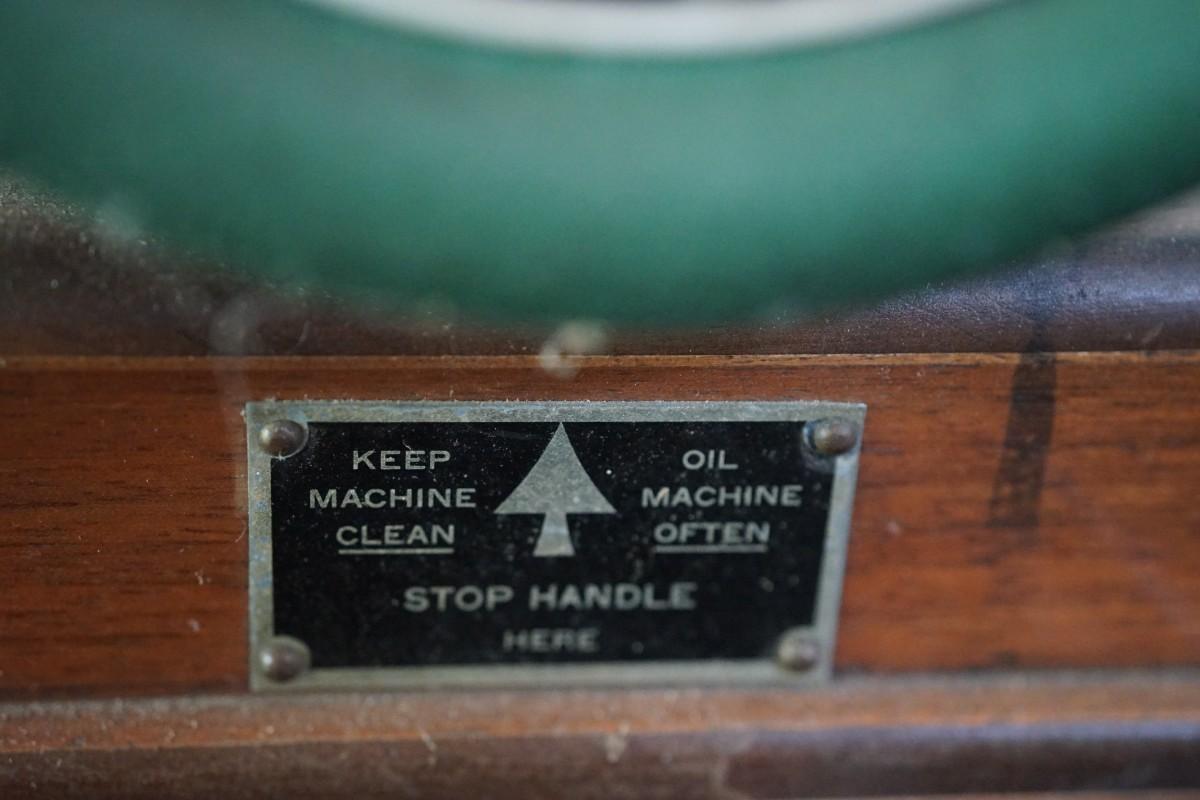 KEEP
MACHINE
CLEAN
OIL
MACHINE
OFTEN
STOP HANDLE
HERE